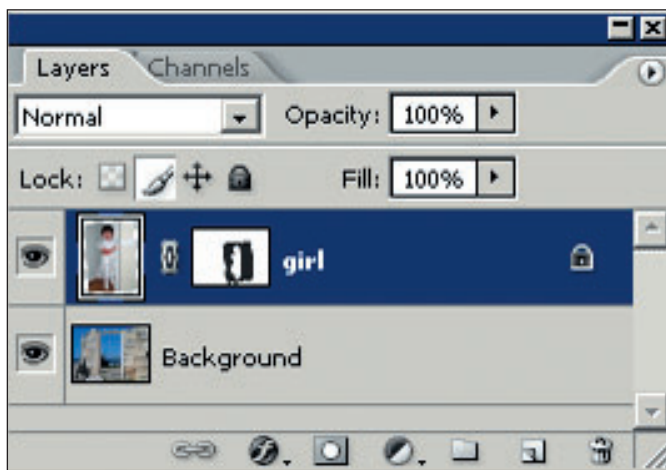 Layers Channels
Normal Opacity: 100%
Lock: Fill: 100%
girl
Background